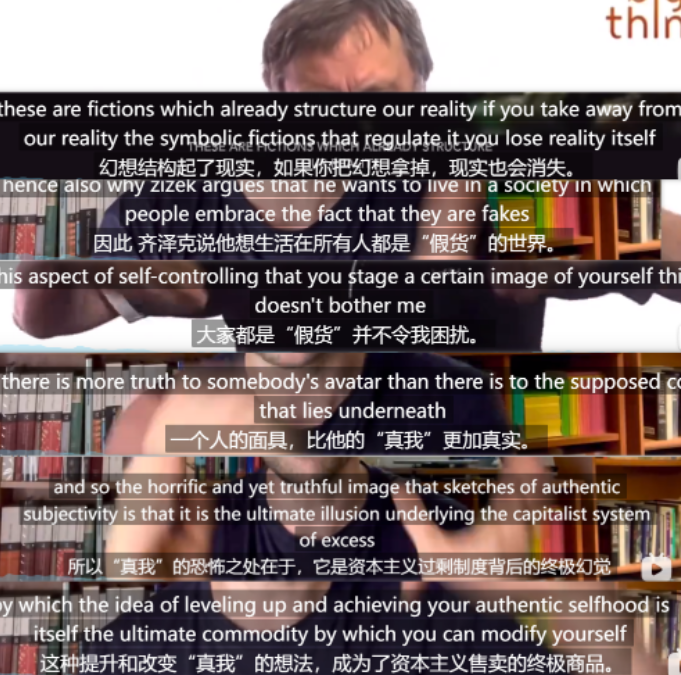 thin
these are fictions which already structure our reality if you take away from
our reality the symbolic fictions that regulate it you lose reality itself
THESE ARE FICTIONS WHICH ALREADY STRUCTURE
幻想结构起了现实，如果你把幻想拿掉，现实也会消失。
hence also why zizek argues that he wants to live in a society in which
people embrace the fact that they are fakes
因此 齐泽克说他想生活在所有人都是“假货”的世界。
his aspect of self-controlling that you stage a certain image of yourself thi
doesn't bother me
大家都是“假货”并不令我困扰。
there is more truth to somebody's avatar than there is to the supposed co
that lies underneath
一个人的面具，比他的“真我”更加真实。
and so the horrific and yet truthful image that sketches of authentic
subjectivity is that it is the ultimate illusion underlying the capitalist system
of excess
所以“真我”的恐怖之处在于，它是资本主义过剩制度背后的终极幻觉
by which the idea of leveling up and achieving your authentic selfhood is
itself the ultimate commodity by which you can modify yourself
这种提升和改变“真我”的想法，成为了资本主义售卖的终极商品。